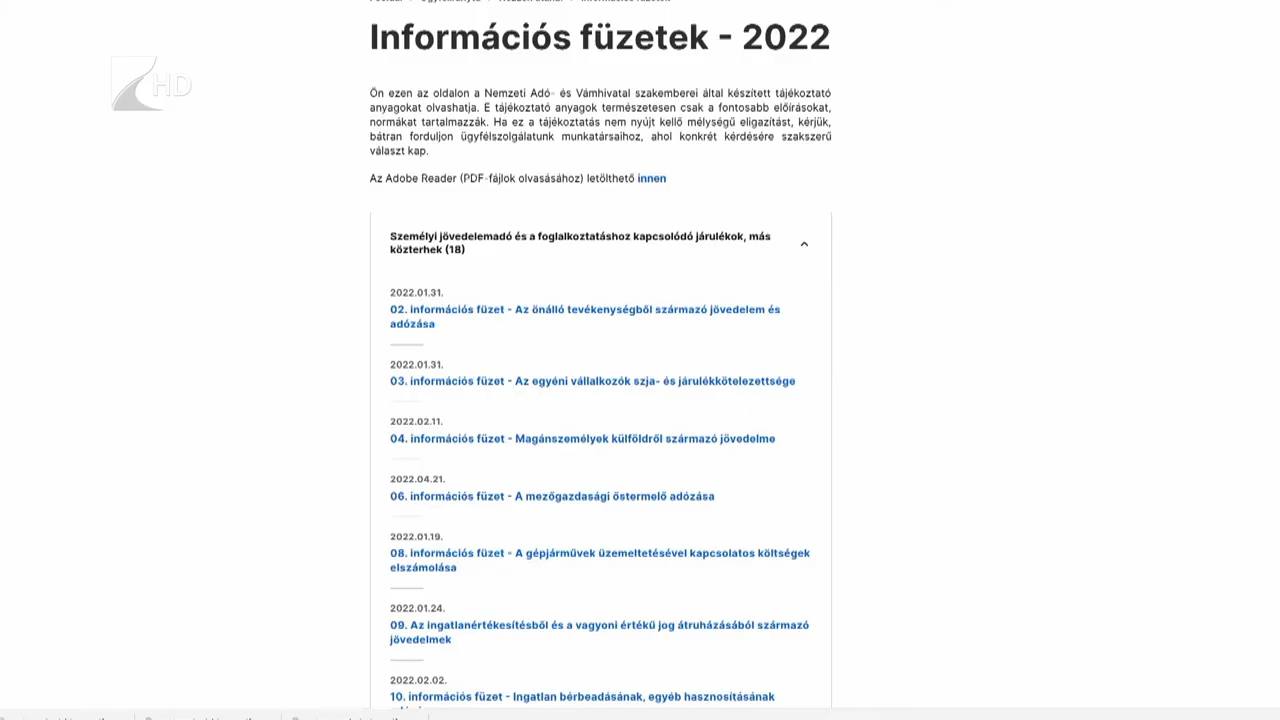 Információs füzetek - 2022
HD
Ön ezen az oldalon a Nemzeti Adó- és Vámhivatal szakemberei által készített tájékoztató
anyagokat olvashatja. E tájékoztató anyagok természetesen csak a fontosabb előírásokat,
normákat tartalmazzák. Ha ez a tájékoztatás nem nyújt kellő mélységű eligazítást, kérjük,
bátran forduljon ügyfélszolgálatunk munkatársaihoz, ahol konkrét kérdésére szakszerű
választ kap.
Az Adobe Reader (PDF-fájlok olvasásához) letölthető innen
Személyi jövedelemadó és a foglalkoztatáshoz kapcsolódó járulékok, más
közterhek (18)
2022.01.31.
02. információs füzet - Az önálló tevékenységből származó jövedelem és
adózása
2022.01.31.
03. információs füzet - Az egyéni vállalkozók szja- és járulékkötelezettsége
2022.02.11.
04. információs füzet - Magánszemélyek külföldről származó jövedelme
2022.04.21.
06. információs füzet - A mezőgazdasági őstermelő adózása
2022.01.19.
08. információs füzet - A gépjárművek üzemeltetésével kapcsolatos költségek
elszámolása
2022.01.24.
09. Az ingatlanértékesítésből és a vagyoni értékű jog átruházásából származó
jövedelmek
2022.02.02.
10. információs füzet - Ingatlan bérbeadásának, egyéb hasznosításának